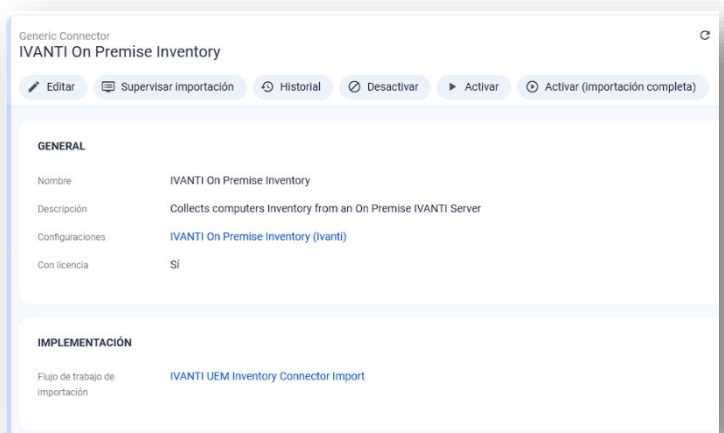 Generic Connector
IVANTI On Premise Inventory
Editar Supervisar importación Historial Desactivar Activar Activar (importación completa)
GENERAL
Nombre IVANTI On Premise Inventory
Descripción Collects computers Inventory from an On Premise IVANTI Server
Configuraciones IVANTI On Premise Inventory (Ivanti)
Con licencia Sí
IMPLEMENTACIÓN
Flujo de trabajo de IVANTI UEM Inventory Connector Import
importación